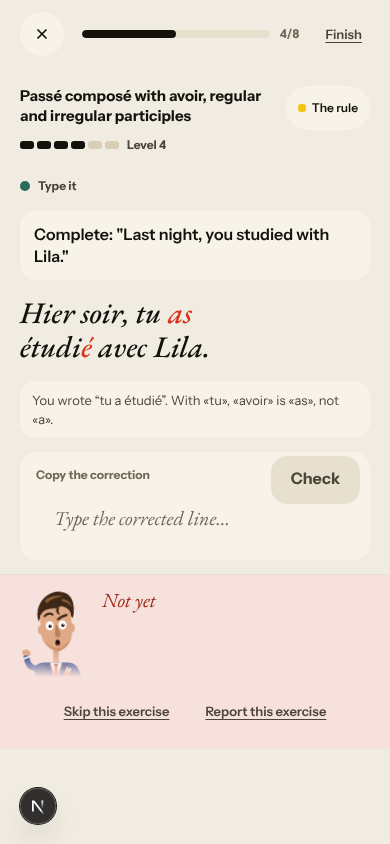 ✕
4/8
Finish
Passé composé with avoir, regular
and irregular participles
The rule
Level 4
Type it
Complete: "Last night, you studied with
Lila."
Hier soir, tu as
étudié avec Lila.
You wrote “tu a étudié”. With «tu», «avoir» is «as», not
«a».
Copy the correction
Check
Type the corrected line...
Not yet
Skip this exercise
Report this exercise
N